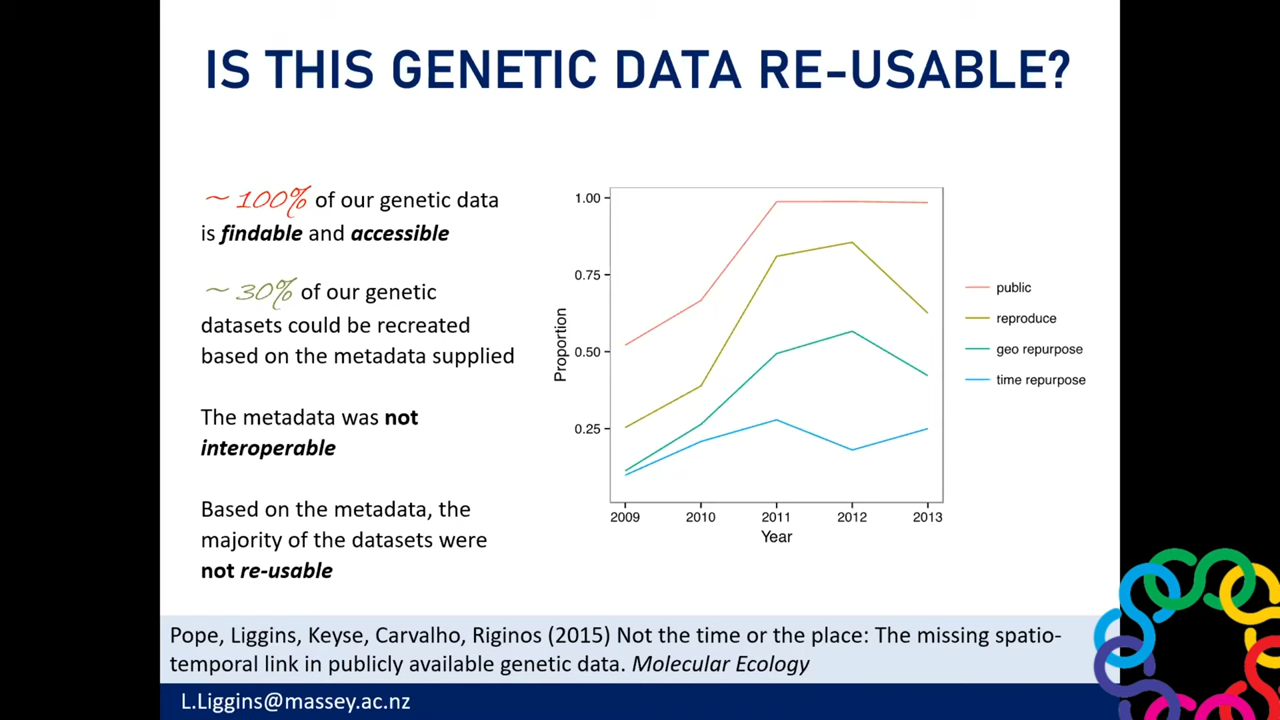 IS THIS GENETIC DATA RE-USABLE?
~ 100% of our genetic data
is findable and accessible
~ 30% of our genetic
datasets could be recreated
based on the metadata supplied
The metadata was not
interoperable
Based on the metadata, the
majority of the datasets were
not re-usable
1.00
0.75
0.50
0.25
Proportion
2009 2010 2011 2012 2013
Year
public
reproduce
geo repurpose
time repurpose
Pope, Liggins, Keyse, Carvalho, Riginos (2015) Not the time or the place: The missing spatio-
temporal link in publicly available genetic data. Molecular Ecology
L.Liggins@massey.ac.nz